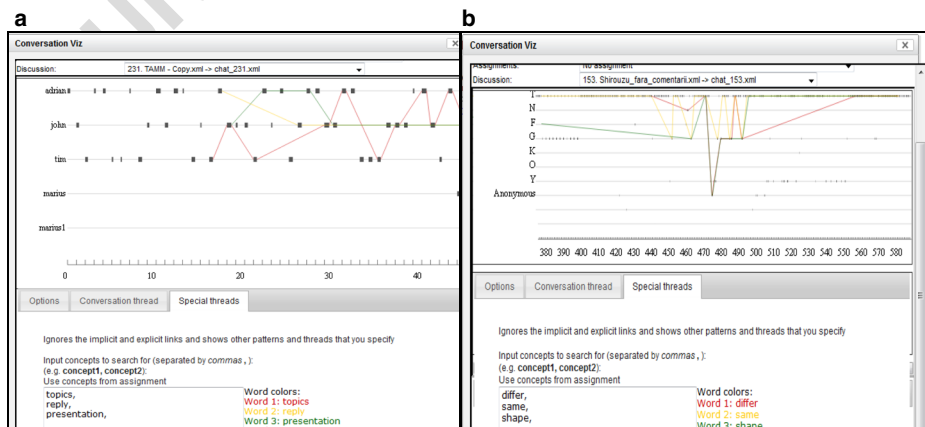 a
b
Conversation Viz
x
Discussion: 231. TAMM - Copy.xml-> chat_231.xml
adrian
john
tim
marius
marius1
0 10 20 30 40
Options Conversation thread Special threads
Ignores the implicit and explicit links and shows other patterns and threads that you specify
Input concepts to search for (separated by commas , ):
(e.g. concept1, concept2):
Use concepts from assignment
topics,
reply,
presentation,
Word colors:
Word 1: topics
Word 2: reply
Word 3: presentation
Conversation Viz
x
Assignments: No assignment
Discussion: 153. Shirouzu_fara_comentarii.xml-> chat_153.xml
T
N
F
G
K
O
Y
Anonymous
380 390 400 410 420 430 440 450 460 470 480 490 500 510 520 530 540 550 560 570 580
Options Conversation thread Special threads
Ignores the implicit and explicit links and shows other patterns and threads that you specify
Input concepts to search for (separated by commas , ):
(e.g. concept1, concept2):
Use concepts from assignment
differ,
same,
shape,
Word colors:
Word 1: differ
Word 2: same
Word 3: shape